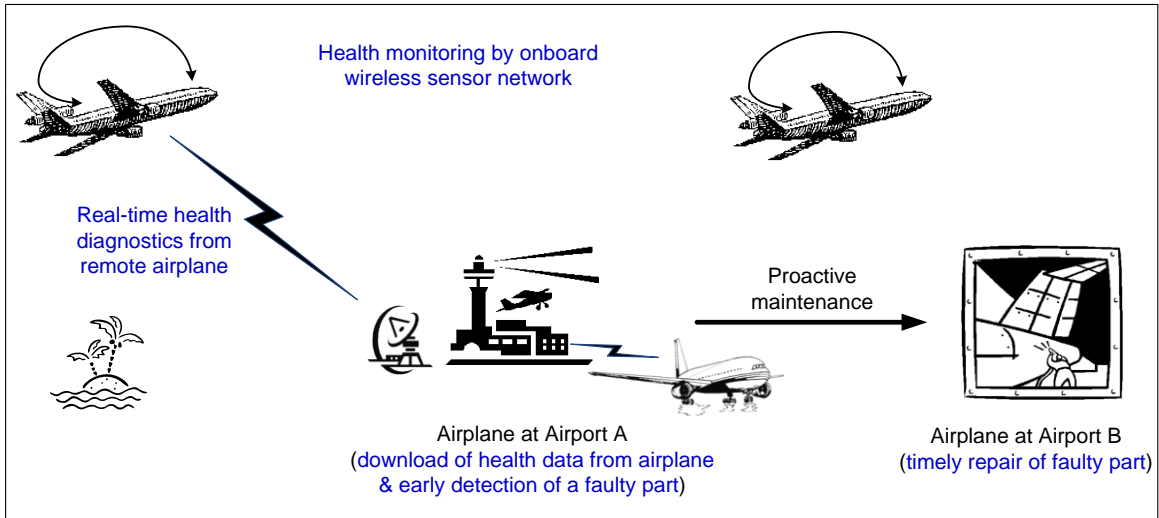 Health monitoring by onboard
wireless sensor network
Real-time health
diagnostics from
remote airplane
Proactive
maintenance
Airplane at Airport A
(download of health data from airplane
& early detection of a faulty part)
Airplane at Airport B
(timely repair of faulty part)